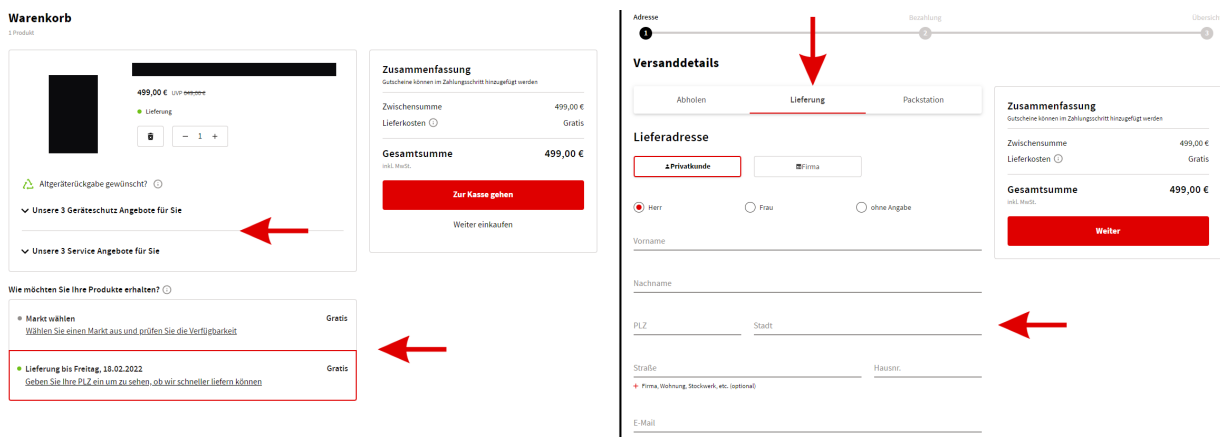 Warenkorb
1 Produkt
499,00 € UVP 649,00 €
Lieferung
− 1 +
Altgeräterückgabe gewünscht?
Unsere 3 Geräteschutz Angebote für Sie
Unsere 3 Service Angebote für Sie
Zusammenfassung
Gutscheine können im Zahlungsschritt hinzugefügt werden
Zwischensumme 499,00 €
Lieferkosten Gratis
Gesamtsumme 499,00 €
inkl. MwSt.
Zur Kasse gehen
Weiter einkaufen
Wie möchten Sie Ihre Produkte erhalten?
Markt wählen Gratis
Wählen Sie einen Markt aus und prüfen Sie die Verfügbarkeit
Lieferung bis Freitag, 18.02.2022 Gratis
Geben Sie Ihre PLZ ein um zu sehen, ob wir schneller liefern können
Adresse Bezahlung Übersich
1 2 3
Versanddetails
Abholen Lieferung Packstation
Lieferadresse
Privatkunde Firma
Herr Frau ohne Angabe
Vorname
Nachname
PLZ Stadt
Straße Hausnr.
+ Firma, Wohnung, Stockwerk, etc. (optional)
E-Mail
Zusammenfassung
Gutscheine können im Zahlungsschritt hinzugefügt werden
Zwischensumme 499,00 €
Lieferkosten Gratis
Gesamtsumme 499,00 €
inkl. MwSt.
Weiter